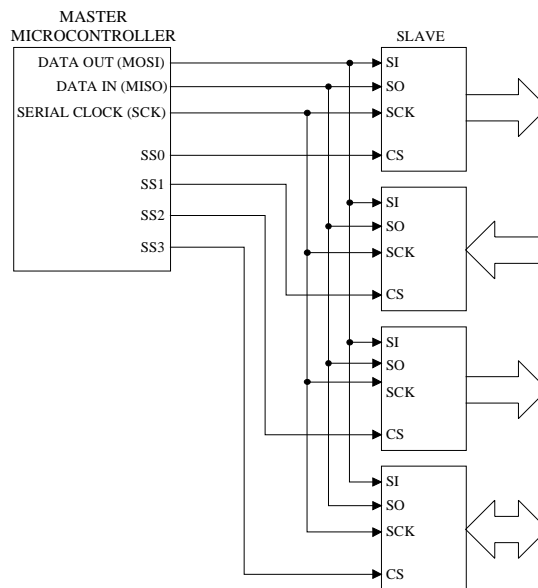 MASTER
MICROCONTROLLER
DATA OUT (MOSI)
DATA IN (MISO)
SERIAL CLOCK (SCK)
SS0
SS1
SS2
SS3
SLAVE
SI
SO
SCK
CS
SI
SO
SCK
CS
SI
SO
SCK
CS
SI
SO
SCK
CS